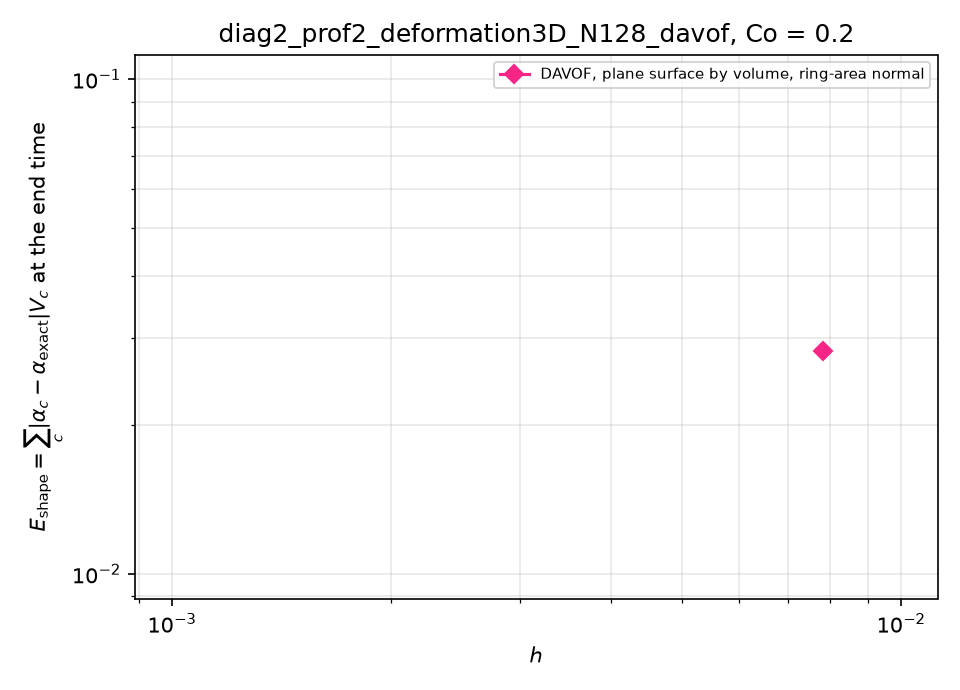 diag2_prof2_deformation3D_N128_davof, Co = 0.2
DAVOF, plane surface by volume, ring-area normal
10⁻¹
10⁻²
E_shape = ∑_c |α_c − α_exact|V_c at the end time
10⁻³
10⁻²
h